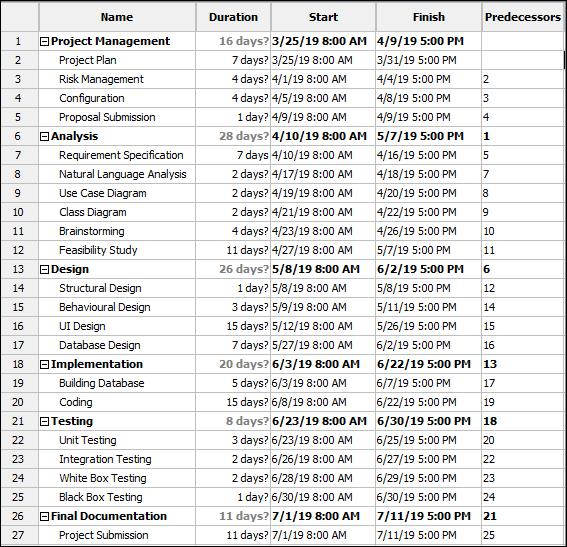 Name Duration Start Finish Predecessors
1 Project Management 16 days? 3/25/19 8:00 AM 4/9/19 5:00 PM
2 Project Plan 7 days? 3/25/19 8:00 AM 3/31/19 5:00 PM
3 Risk Management 4 days? 4/1/19 8:00 AM 4/4/19 5:00 PM 2
4 Configuration 4 days? 4/5/19 8:00 AM 4/8/19 5:00 PM 3
5 Proposal Submission 1 day? 4/9/19 8:00 AM 4/9/19 5:00 PM 4
6 Analysis 28 days? 4/10/19 8:00 AM 5/7/19 5:00 PM 1
7 Requirement Specification 7 days 4/10/19 8:00 AM 4/16/19 5:00 PM 5
8 Natural Language Analysis 2 days? 4/17/19 8:00 AM 4/18/19 5:00 PM 7
9 Use Case Diagram 2 days? 4/19/19 8:00 AM 4/20/19 5:00 PM 8
10 Class Diagram 2 days? 4/21/19 8:00 AM 4/22/19 5:00 PM 9
11 Brainstorming 4 days? 4/23/19 8:00 AM 4/26/19 5:00 PM 10
12 Feasibility Study 11 days? 4/27/19 8:00 AM 5/7/19 5:00 PM 11
13 Design 26 days? 5/8/19 8:00 AM 6/2/19 5:00 PM 6
14 Structural Design 1 day? 5/8/19 8:00 AM 5/8/19 5:00 PM 12
15 Behavioural Design 3 days? 5/9/19 8:00 AM 5/11/19 5:00 PM 14
16 UI Design 15 days? 5/12/19 8:00 AM 5/26/19 5:00 PM 15
17 Database Design 7 days? 5/27/19 8:00 AM 6/2/19 5:00 PM 16
18 Implementation 20 days? 6/3/19 8:00 AM 6/22/19 5:00 PM 13
19 Building Database 5 days? 6/3/19 8:00 AM 6/7/19 5:00 PM 17
20 Coding 15 days? 6/8/19 8:00 AM 6/22/19 5:00 PM 19
21 Testing 8 days? 6/23/19 8:00 AM 6/30/19 5:00 PM 18
22 Unit Testing 3 days? 6/23/19 8:00 AM 6/25/19 5:00 PM 20
23 Integration Testing 2 days? 6/26/19 8:00 AM 6/27/19 5:00 PM 22
24 White Box Testing 2 days? 6/28/19 8:00 AM 6/29/19 5:00 PM 23
25 Black Box Testing 1 day? 6/30/19 8:00 AM 6/30/19 5:00 PM 24
26 Final Documentation 11 days? 7/1/19 8:00 AM 7/11/19 5:00 PM 21
27 Project Submission 11 days? 7/1/19 8:00 AM 7/11/19 5:00 PM 25